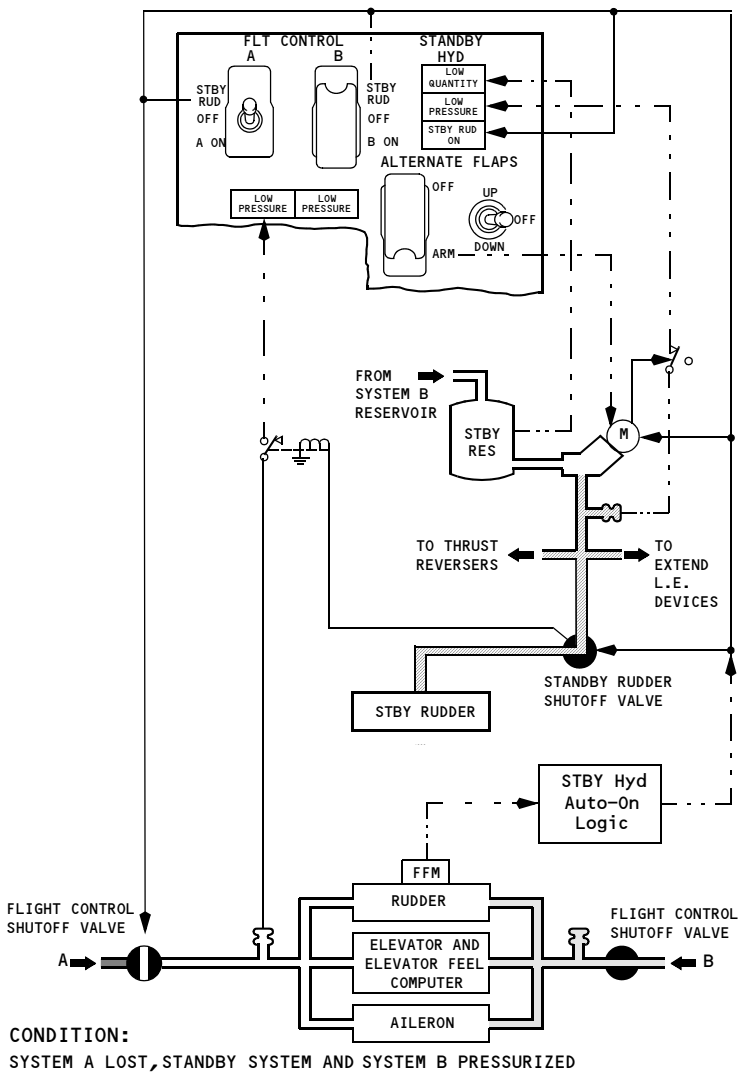 FLT CONTROL
A
B
STANDBY
HYD
LOW
QUANTITY
LOW
PRESSURE
STBY RUD
ON
STBY
RUD
OFF
A ON
STBY
RUD
OFF
B ON
ALTERNATE FLAPS
OFF
ARM
UP
OFF
DOWN
LOW
PRESSURE
LOW
PRESSURE
FROM
SYSTEM B
RESERVOIR
STBY
RES
M
TO THRUST
REVERSERS
TO
EXTEND
L.E.
DEVICES
STANDBY RUDDER
SHUTOFF VALVE
STBY RUDDER
STBY Hyd
Auto-On
Logic
FFM
RUDDER
FLIGHT CONTROL
SHUTOFF VALVE
FLIGHT CONTROL
SHUTOFF VALVE
A
ELEVATOR AND
ELEVATOR FEEL
COMPUTER
B
AILERON
CONDITION:
SYSTEM A LOST, STANDBY SYSTEM AND SYSTEM B PRESSURIZED